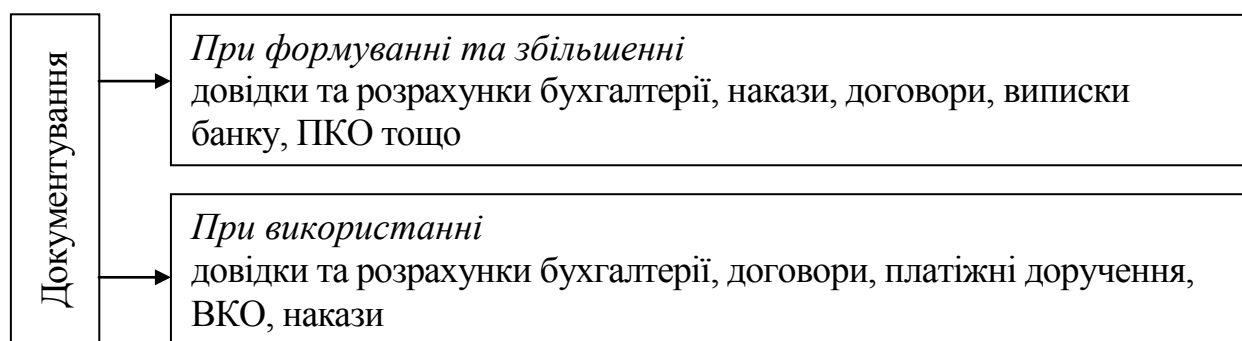 Документування
При формуванні та збільшенні
довідки та розрахунки бухгалтерії, накази, договори, виписки
банку, ПКО тощо
При використанні
довідки та розрахунки бухгалтерії, договори, платіжні доручення,
ВКО, накази